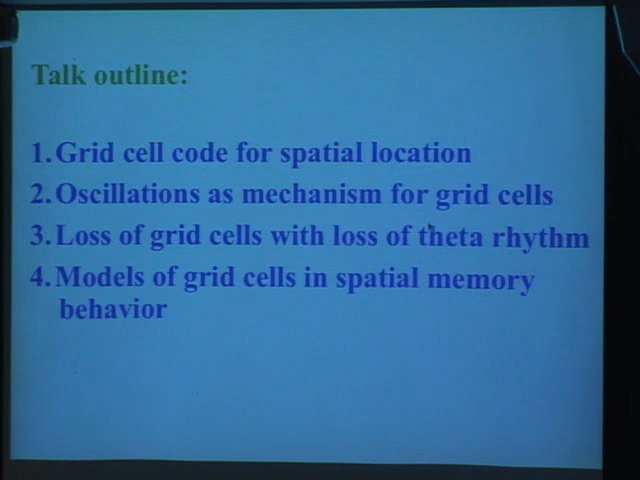 Talk outline:
1. Grid cell code for spatial location
2. Oscillations as mechanism for grid cells
3. Loss of grid cells with loss of theta rhythm
4. Models of grid cells in spatial memory
behavior